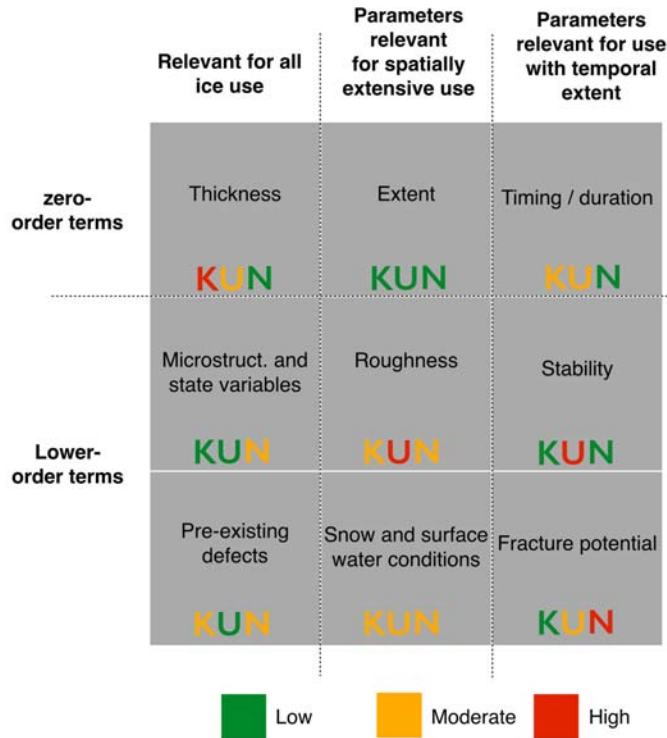 Relevant for all
ice use
Parameters
relevant
for spatially
extensive use
Parameters
relevant for use
with temporal
extent
zero-
order terms
Thickness
KUN
Extent
KUN
Timing / duration
KUN
Lower-
order terms
Microstruct. and
state variables
KUN
Roughness
KUN
Stability
KUN
Pre-existing
defects
KUN
Snow and surface
water conditions
KUN
Fracture potential
KUN
Low
Moderate
High